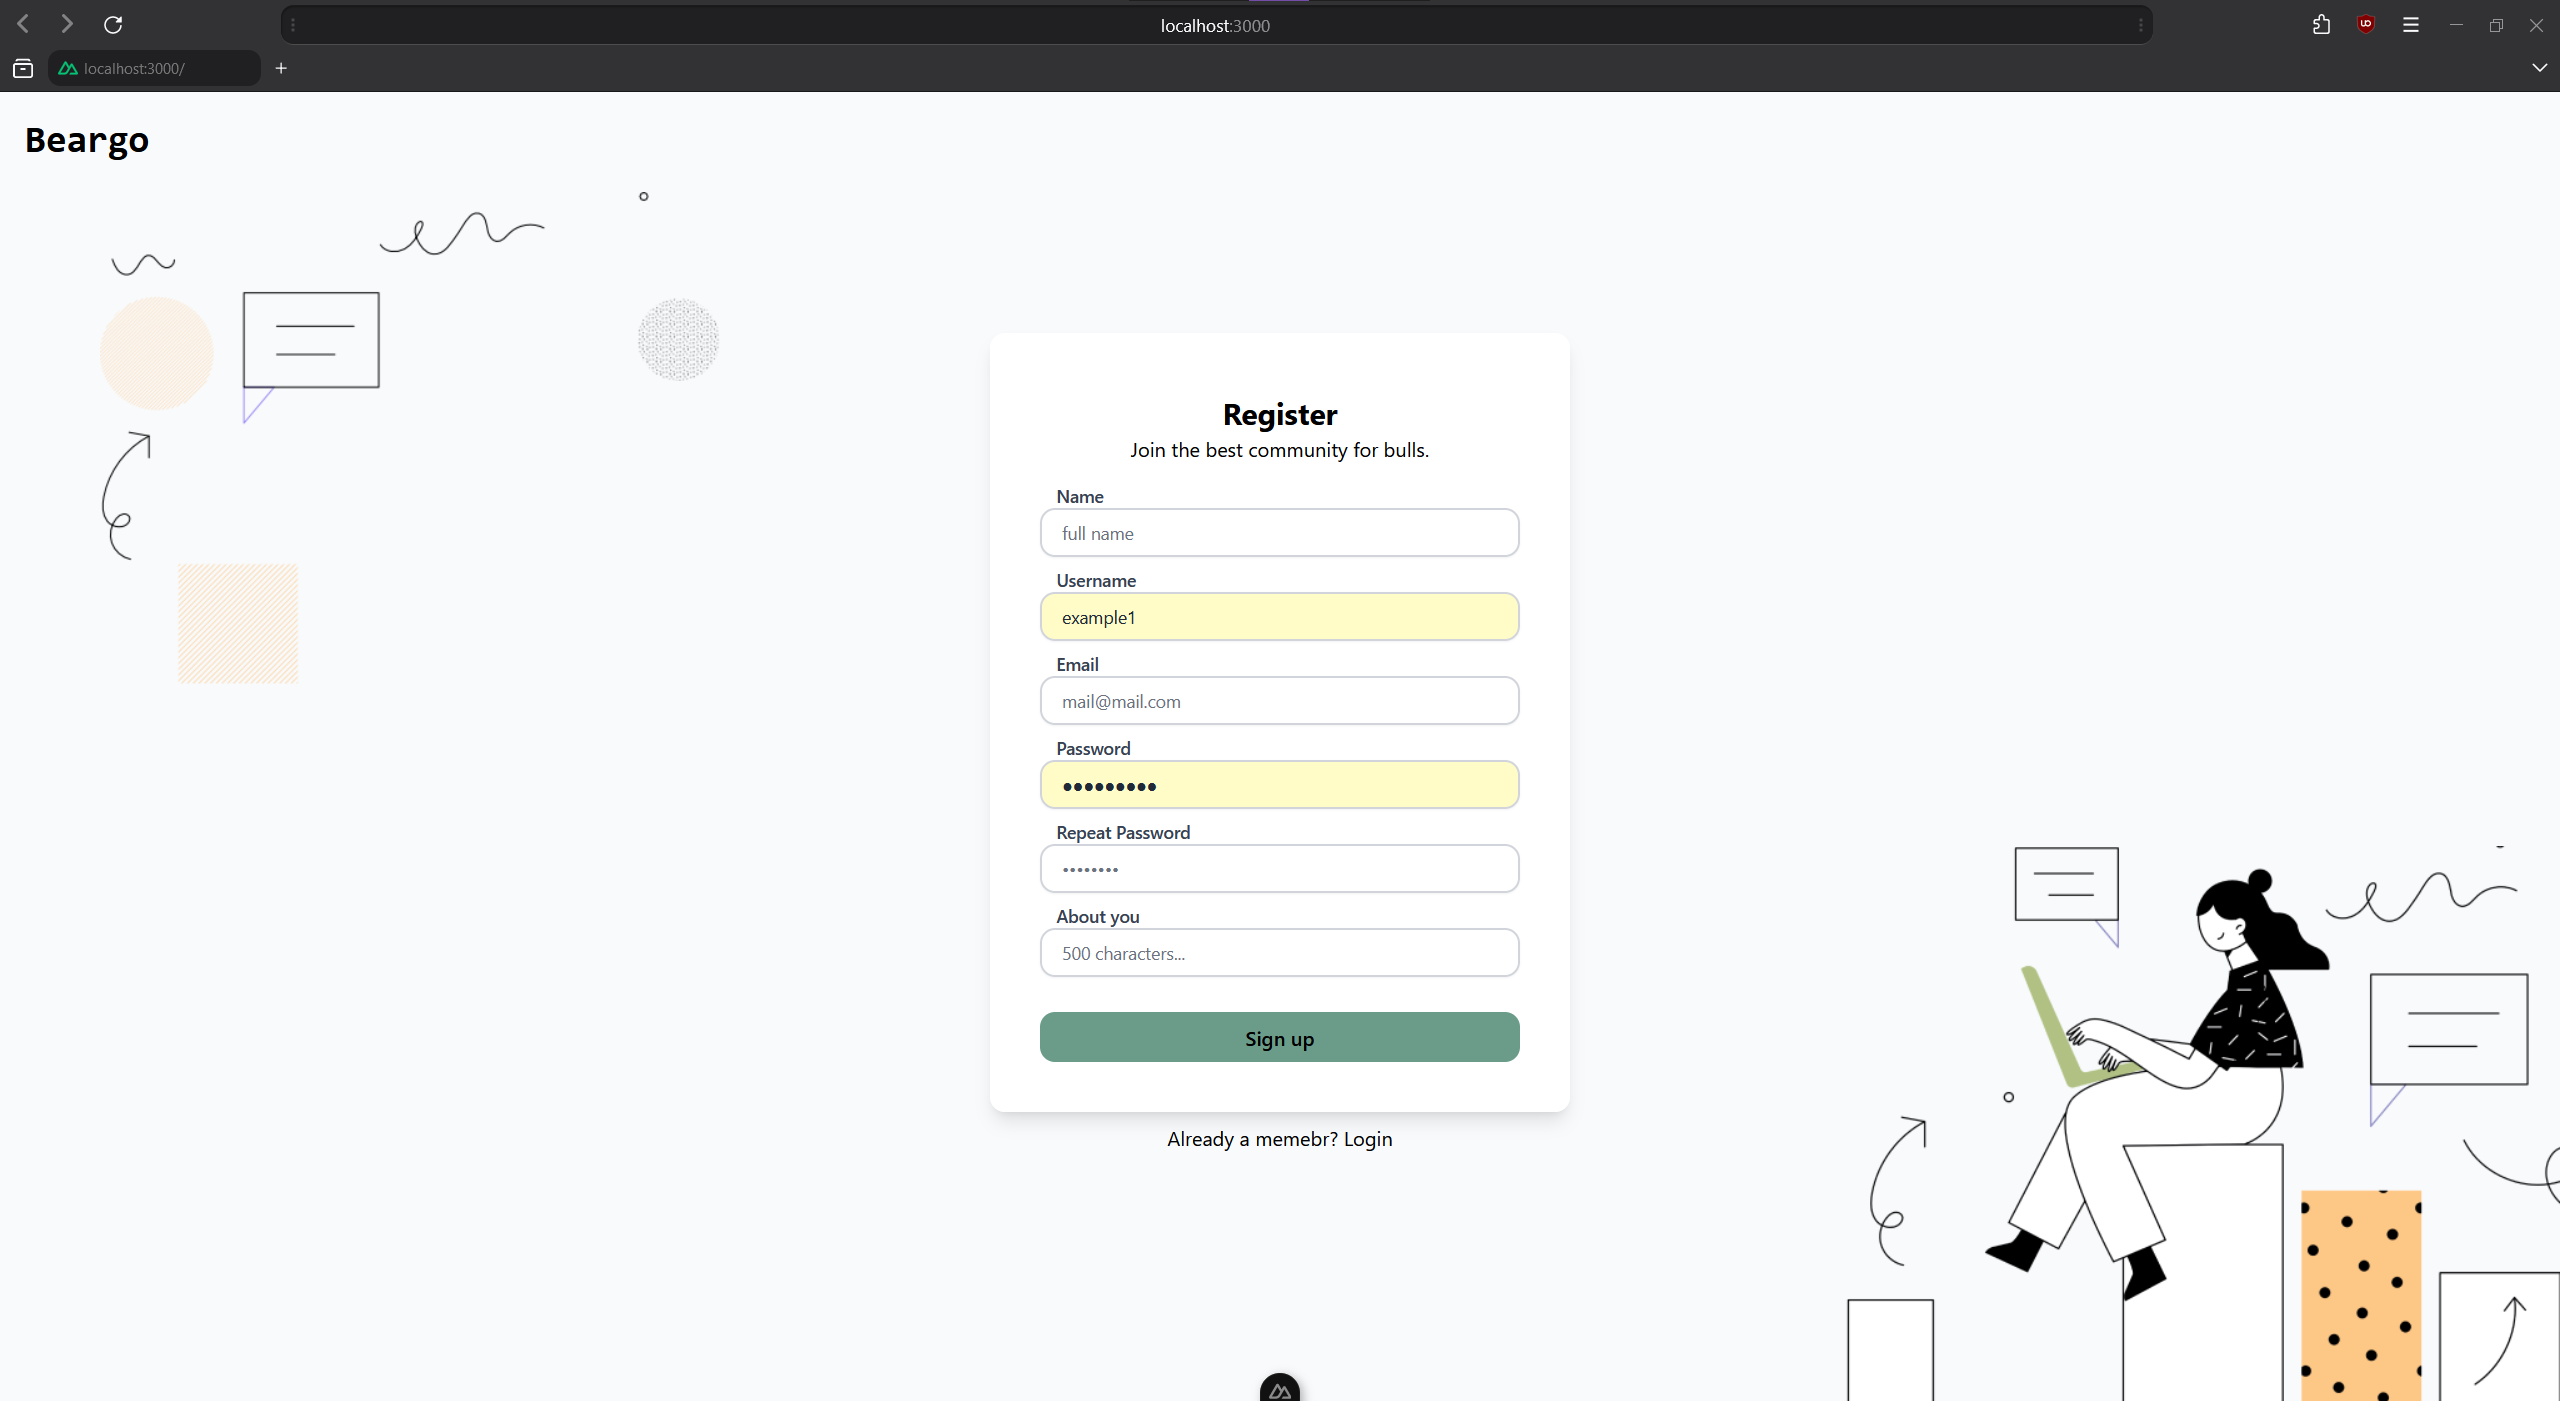 localhost:3000
localhost:3000/
Beargo
Register
Join the best community for bulls.
Name
full name
Username
example1
Email
mail@mail.com
Password
•••••••••
Repeat Password
••••••••
About you
500 characters...
Sign up
Already a memebr? Login